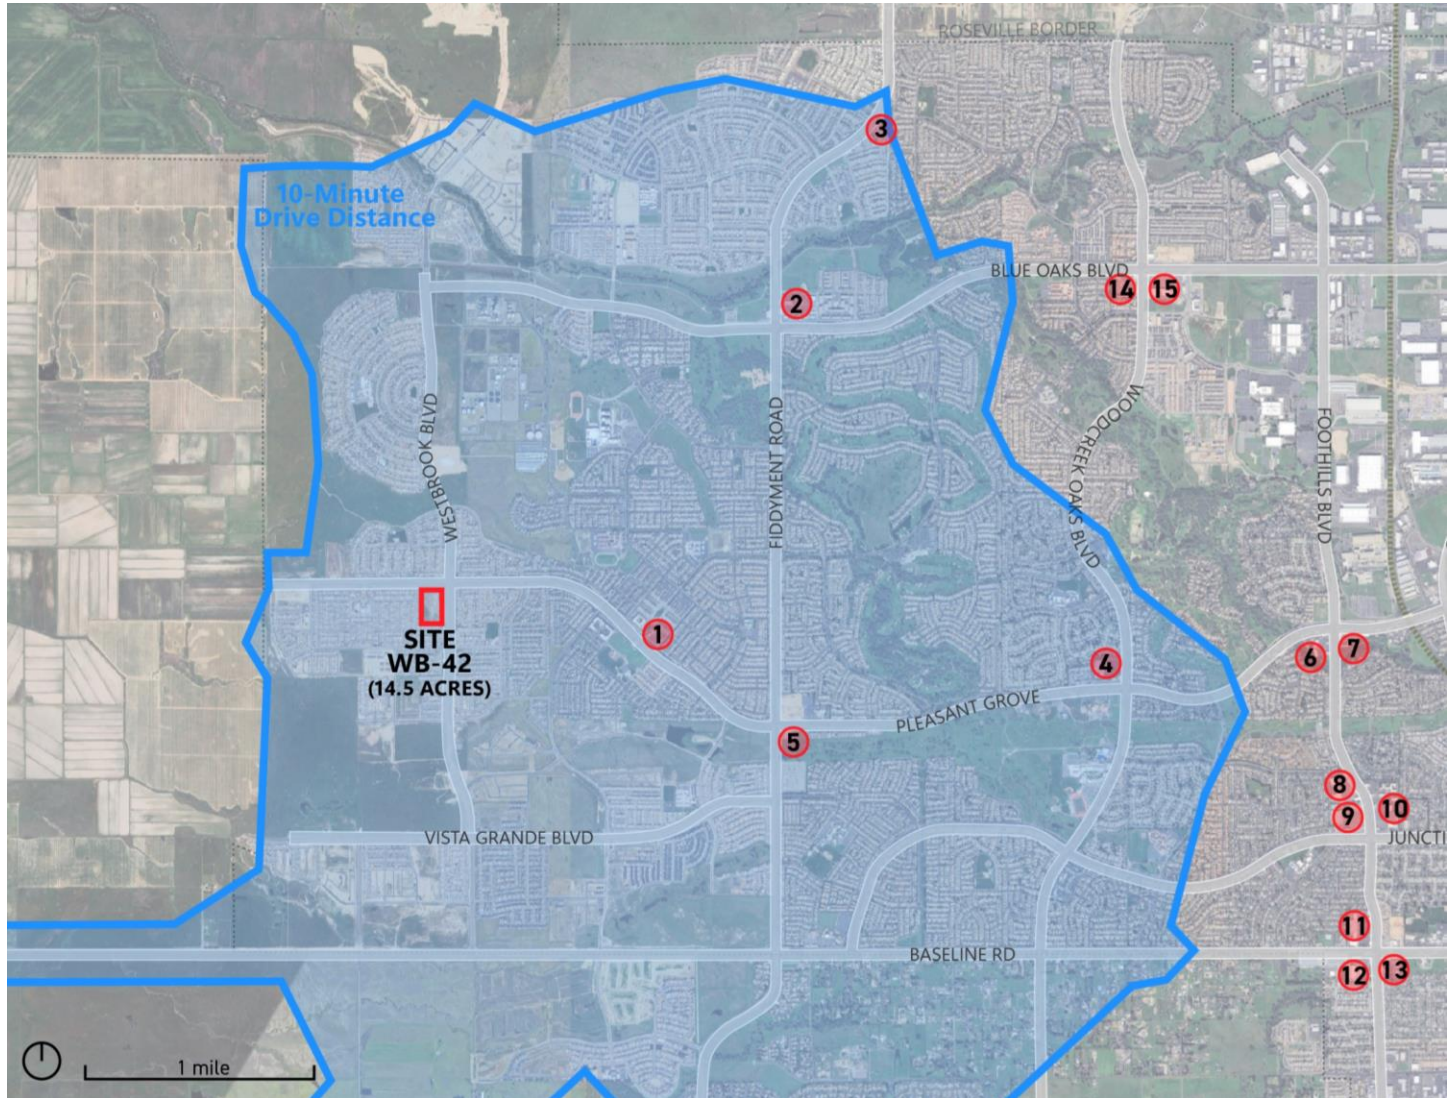 ROSEVILLE BORDER
3
10-Minute
Drive Distance
BLUE OAKS BLVD
14
15
2
WESTBROOK BLVD
FIDDYMENT ROAD
WOODCREEK OAKS BLVD
FOOTHILLS BLVD
SITE
WB-42
(14.5 ACRES)
1
4
6
7
PLEASANT GROVE
5
8
9
10
VISTA GRANDE BLVD
JUNCTI
11
BASELINE RD
12
13
1 mile